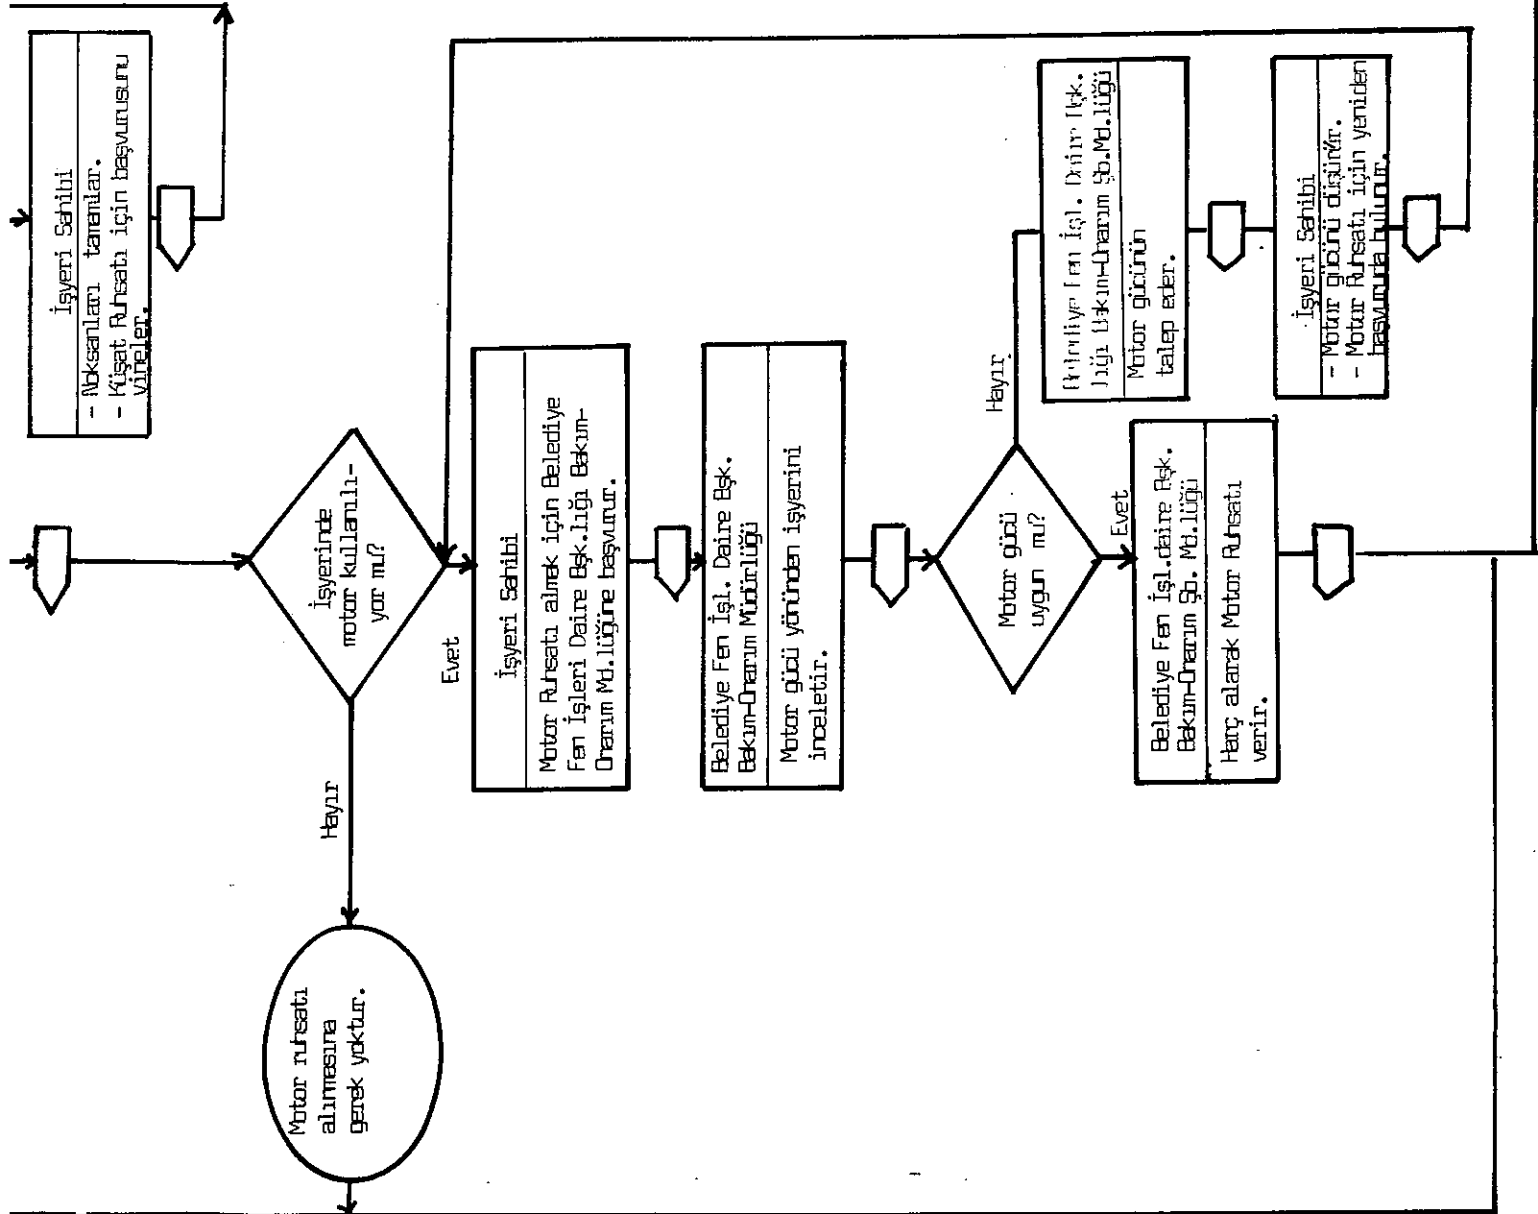 İşyeri Sahibi
- Noksanları tamamlar.
- Küşat Ruhsatı için başvurusunu
yineler.
İşyerinde
motor kullanılı-
yor mu?
Hayır
Evet
Motor ruhsatı
alınmasına
gerek yoktur.
İşyeri Sahibi
Motor Ruhsatı almak için Belediye
Fen İşleri Daire Bşk.lığı Bakım-
Onarım Md.lüğüne başvurur.
Belediye Fen İşl. Daire Bşk.
Bakım-Onarım Müdürlüğü
Motor gücü yönünden işyerini
inceletir.
Motor gücü
uygun mu?
Hayır
Evet
Belediye Fen İşl. Daire Bşk.
lığı Bakım-Onarım Şb.Md.lüğü
Motor gücünün
talep eder.
İşyeri Sahibi
- Motor gücünü düşürür.
- Motor Ruhsatı için yeniden
başvuruda bulunur.
Belediye Fen İşl.daire Bşk.
Bakım-Onarım Şb. Md.lüğü
Harç alarak Motor Ruhsatı
verir.